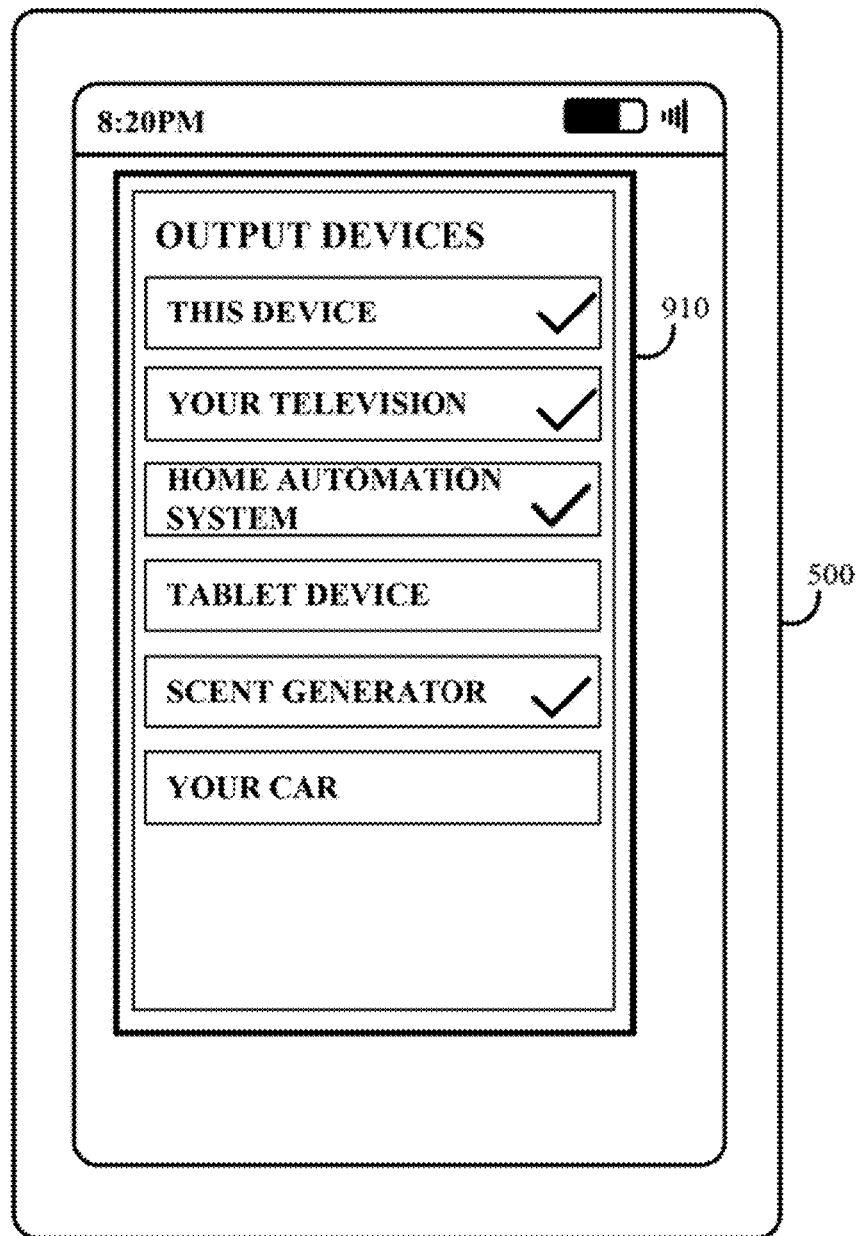 8:20PM
OUTPUT DEVICES
THIS DEVICE
910
YOUR TELEVISION
HOME AUTOMATION
SYSTEM
500
TABLET DEVICE
SCENT GENERATOR
YOUR CAR